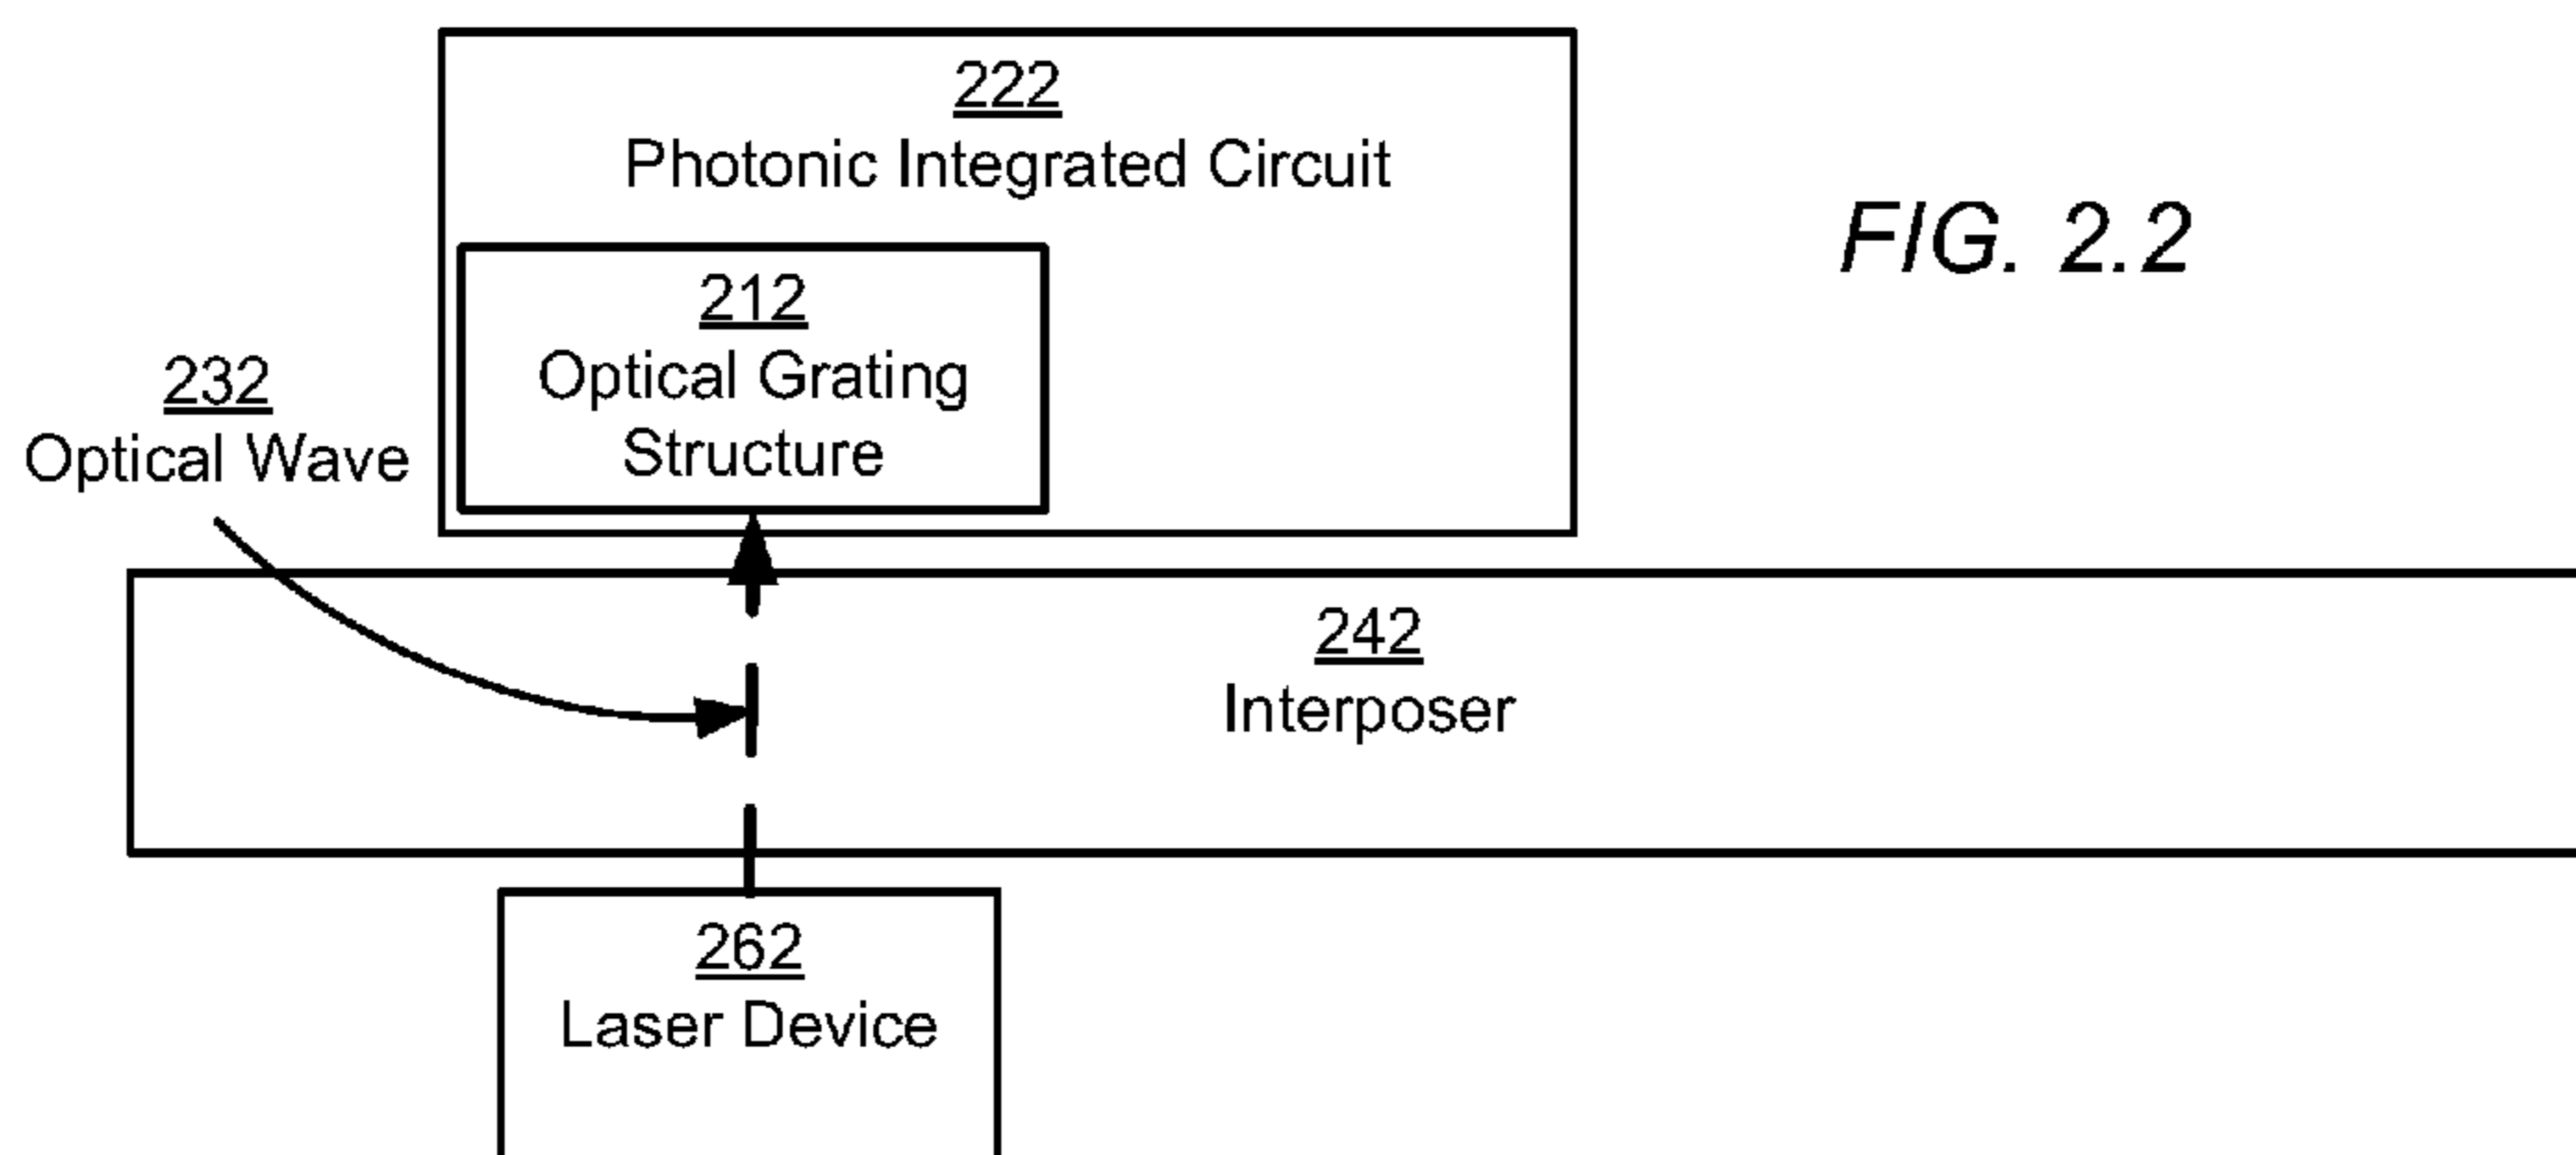 222
Photonic Integrated Circuit
FIG. 2.2
212
Optical Grating
Structure
232
Optical Wave
242
Interposer
262
Laser Device